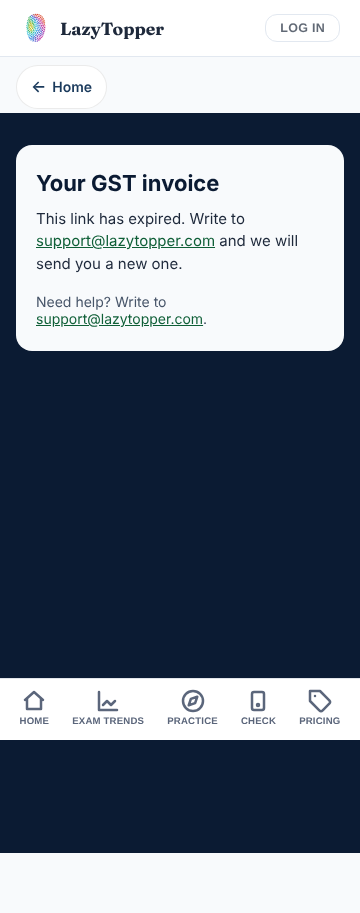 LazyTopper
LOG IN
← Home
Your GST invoice
This link has expired. Write to
support@lazytopper.com and we will
send you a new one.
Need help? Write to
support@lazytopper.com.
HOME
EXAM TRENDS
PRACTICE
CHECK
PRICING